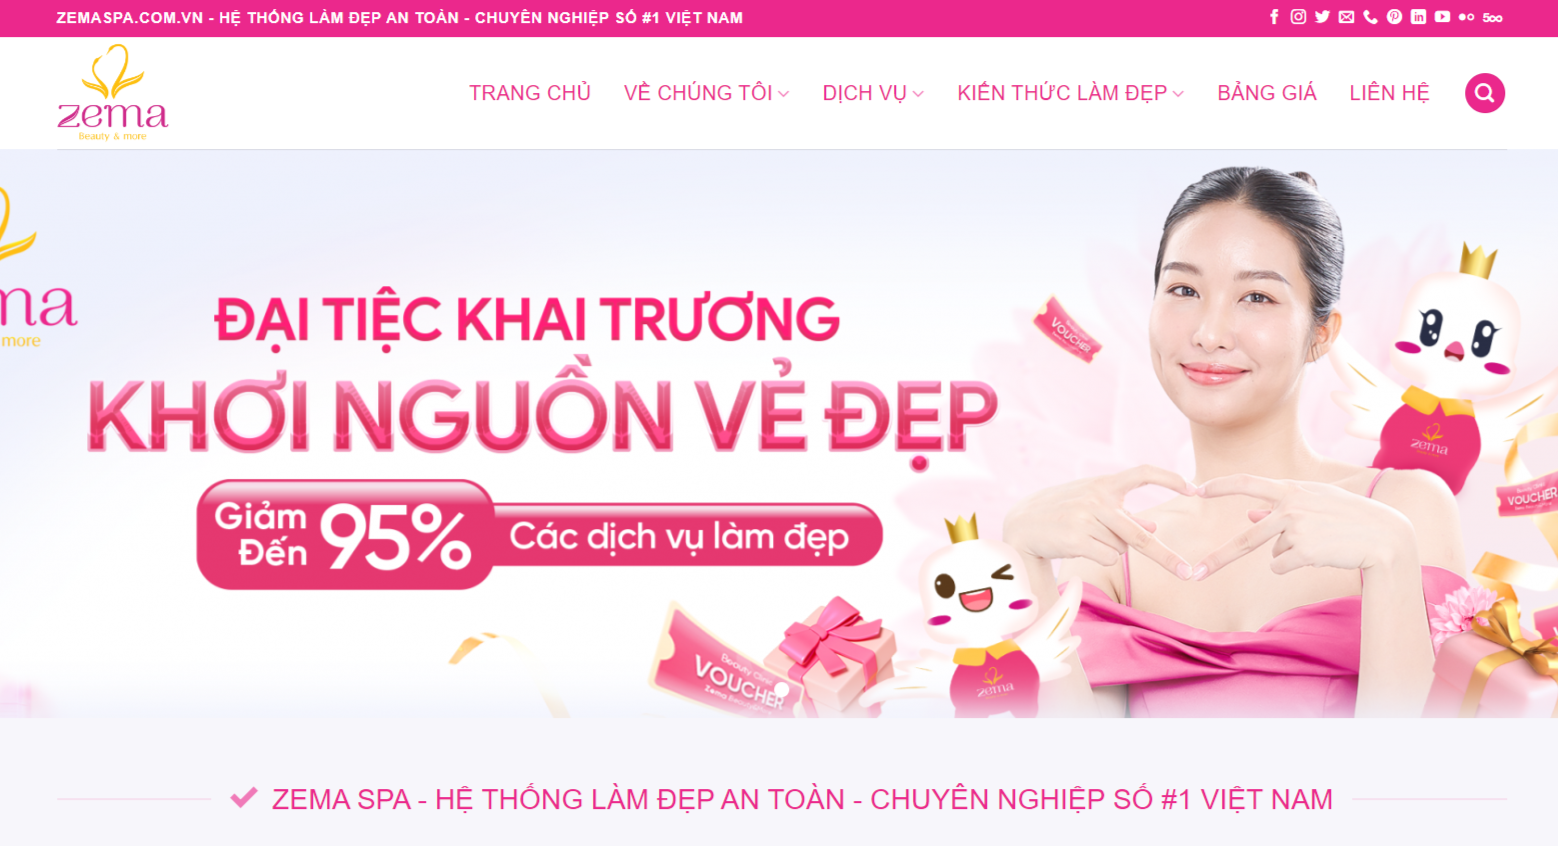 ZEMASPA.COM.VN - HỆ THỐNG LÀM ĐẸP AN TOÀN - CHUYÊN NGHIỆP SỐ #1 VIỆT NAM
500
zema
Beauty & more
TRANG CHỦ
VỀ CHÚNG TÔI
DỊCH VỤ
KIẾN THỨC LÀM ĐẸP
BẢNG GIÁ
LIÊN HỆ
ma
more
ĐẠI TIỆC KHAI TRƯƠNG
KHƠI NGUỒN VẺ ĐẸP
Giảm Đến 95%
Các dịch vụ làm đẹp
VOUCHER
zema
VOUCHER
Beauty Clinic
VOUCHER
zema
ZEMA SPA - HỆ THỐNG LÀM ĐẸP AN TOÀN - CHUYÊN NGHIỆP SỐ #1 VIỆT NAM